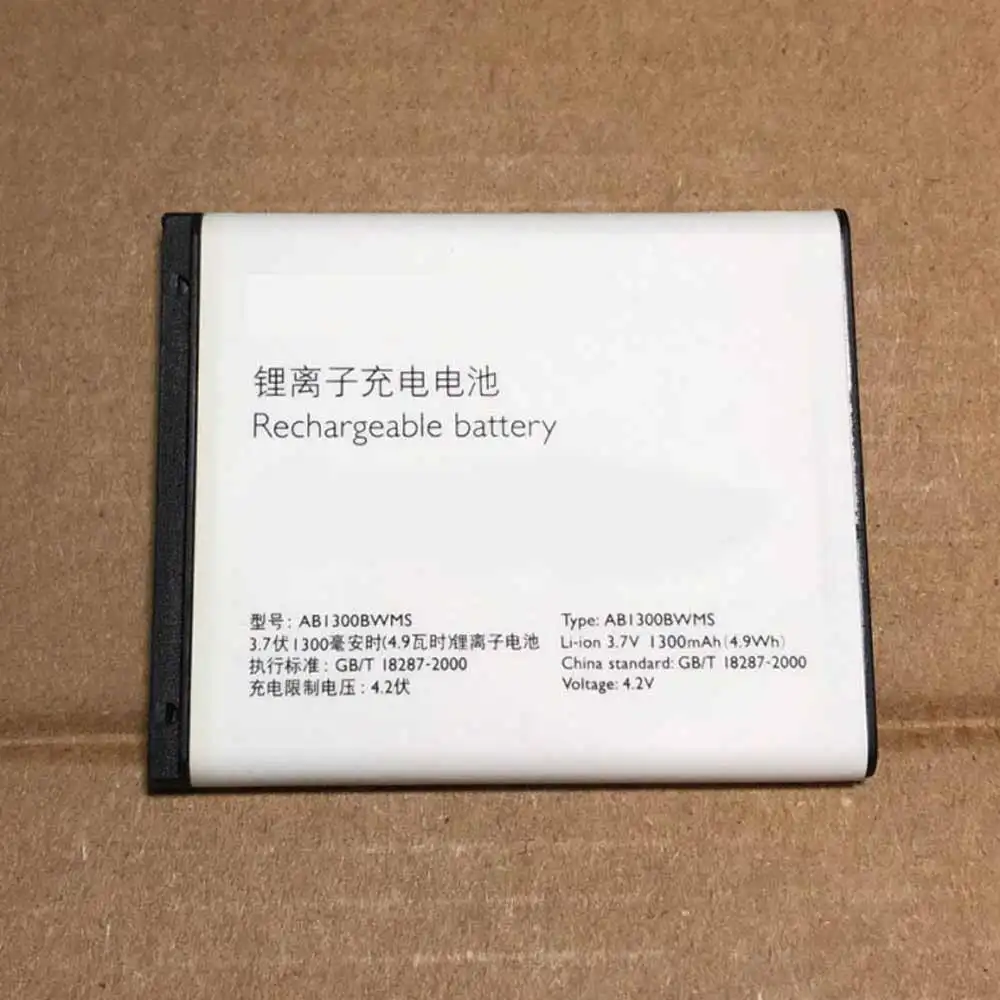 锂离子充电电池
Rechargeable battery
型号: AB1300BWMS
3.7伏1300毫安时(4.9瓦时)锂离子电池
执行标准: GB/T 18287-2000
充电限制电压: 4.2伏
Type: AB1300BWMS
Li-ion 3.7V 1300mAh (4.9Wh)
China standard: GB/T 18287-2000
Voltage: 4.2V